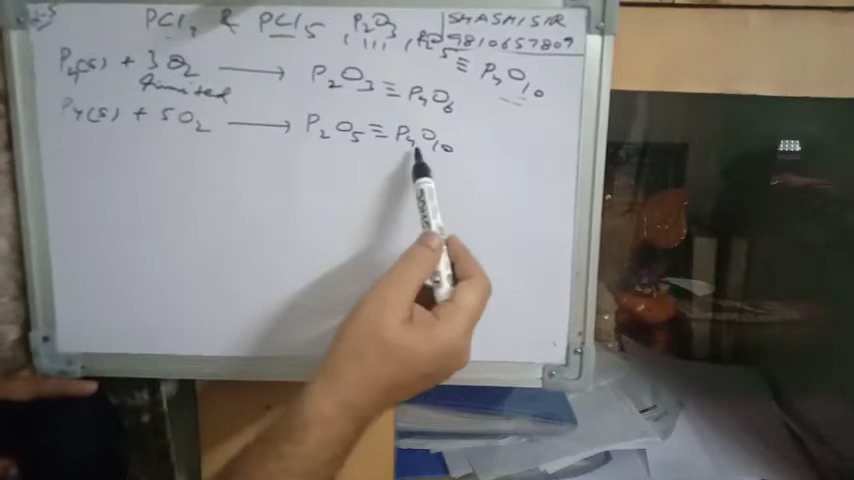 PCl3 & PCl5, P2O3, P2O5 ≡ P4O10
SHASHI SIR
9810657809
P4(s) + 3O2 ⟶ P2O3 ≡ P4O6
limited
P4(s) + 5O2 ⟶ P2O5 ≡ P4O10